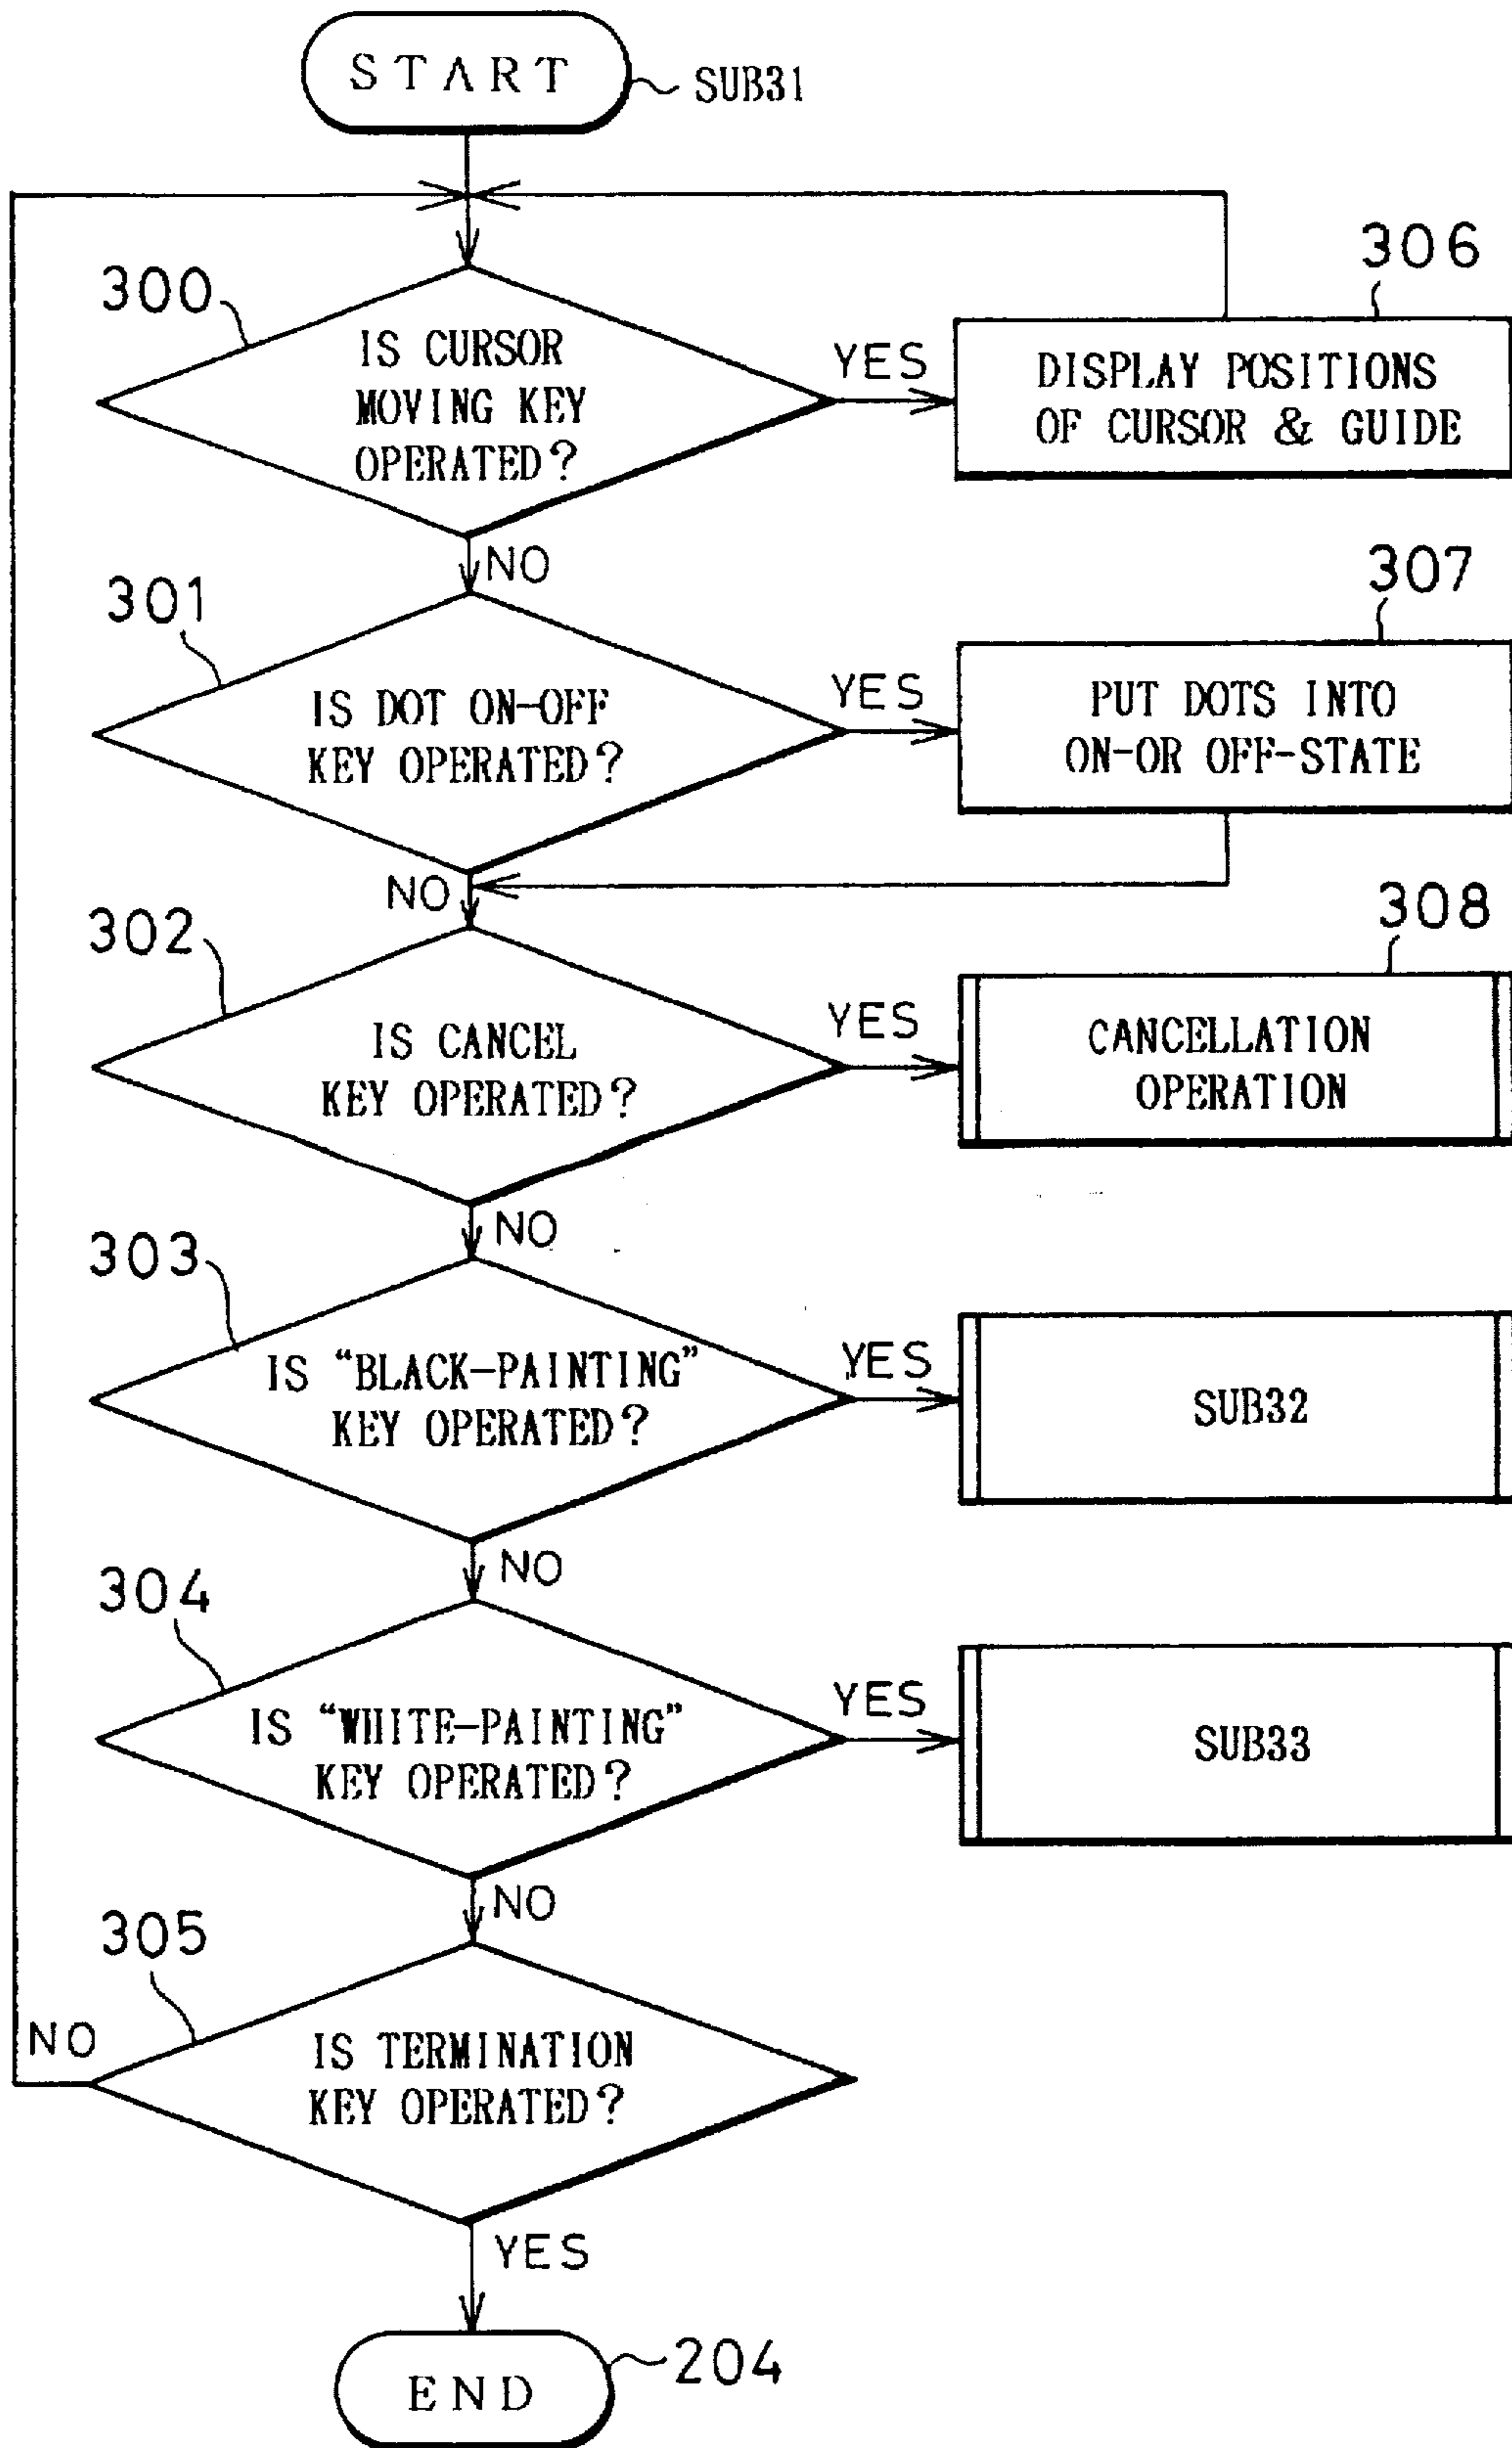 START
SUB31
300
IS CURSOR
MOVING KEY
OPERATED?
YES
306
DISPLAY POSITIONS
OF CURSOR & GUIDE
NO
301
IS DOT ON-OFF
KEY OPERATED?
YES
307
PUT DOTS INTO
ON-OR OFF-STATE
NO
302
IS CANCEL
KEY OPERATED?
YES
308
CANCELLATION
OPERATION
NO
303
IS “BLACK-PAINTING”
KEY OPERATED?
YES
SUB32
NO
304
IS “WHITE-PAINTING”
KEY OPERATED?
YES
SUB33
NO
305
IS TERMINATION
KEY OPERATED?
NO
YES
END
204